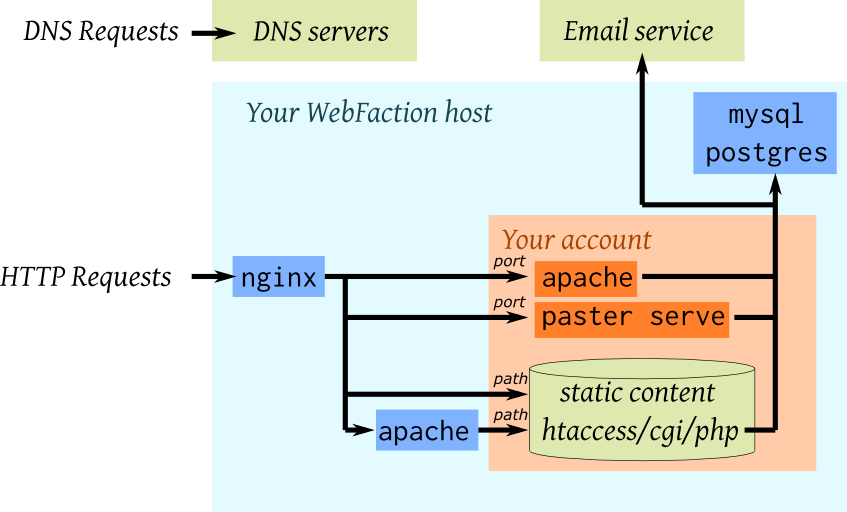 DNS Requests
DNS servers
Email service
Your WebFaction host
mysql
postgres
Your account
HTTP Requests
nginx
port
apache
port
paster serve
path
static content
path
apache
htaccess/cgi/php